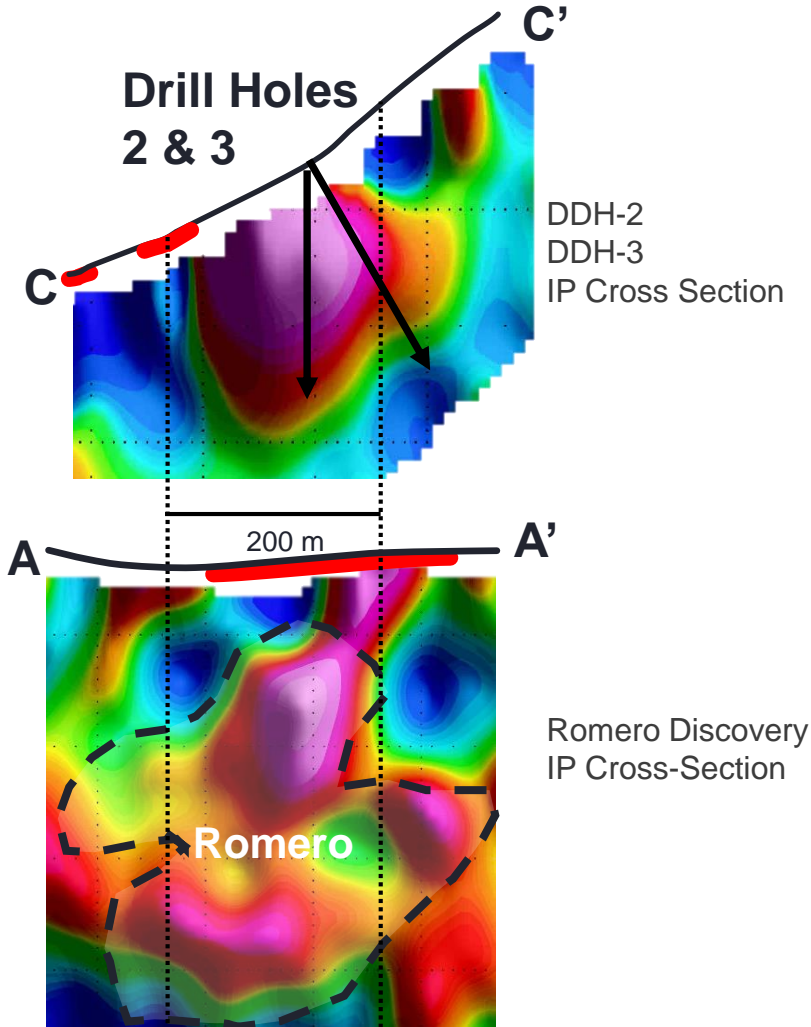 C’
Drill Holes
2 & 3
DDH-2
DDH-3
IP Cross Section
C
200 m
A
A’
Romero Discovery
IP Cross-Section
Romero